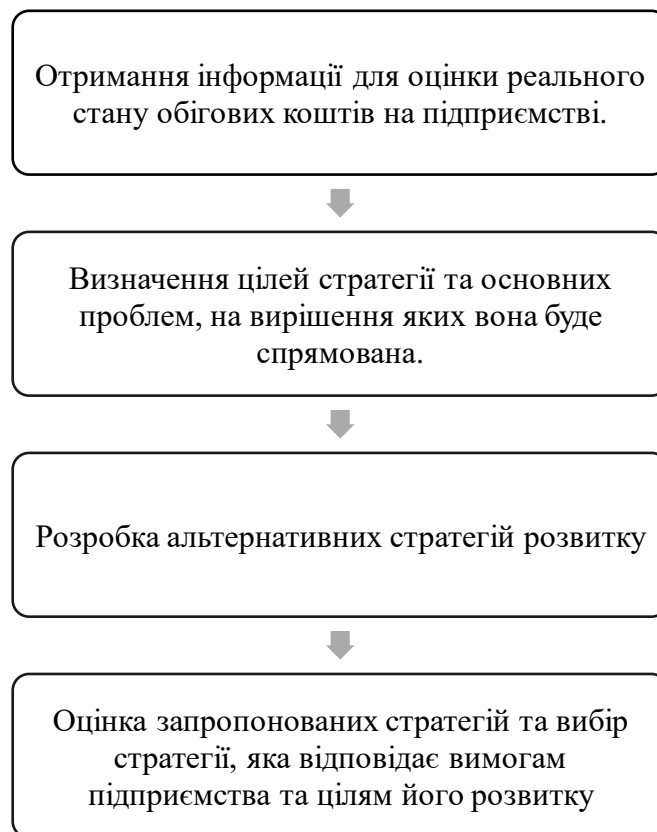 Отримання інформації для оцінки реального
стану обігових коштів на підприємстві.
Визначення цілей стратегії та основних
проблем, на вирішення яких вона буде
спрямована.
Розробка альтернативних стратегій розвитку
Оцінка запропонованих стратегій та вибір
стратегії, яка відповідає вимогам
підприємства та цілям його розвитку